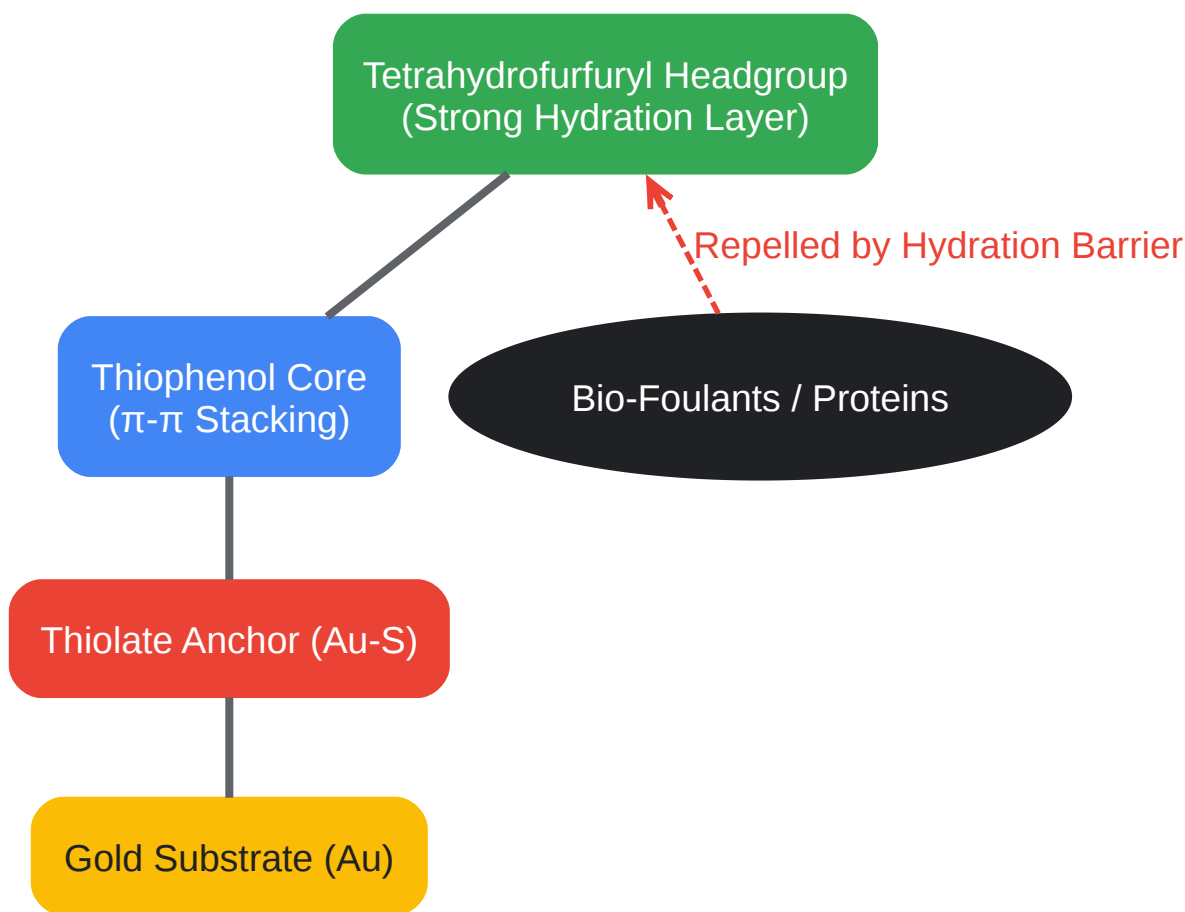 Tetrahydrofurfuryl Headgroup
(Strong Hydration Layer)
Repelled by Hydration Barrier
Thiophenol Core
(π-π Stacking)
Bio-Foulants / Proteins
Thiolate Anchor (Au-S)
Gold Substrate (Au)